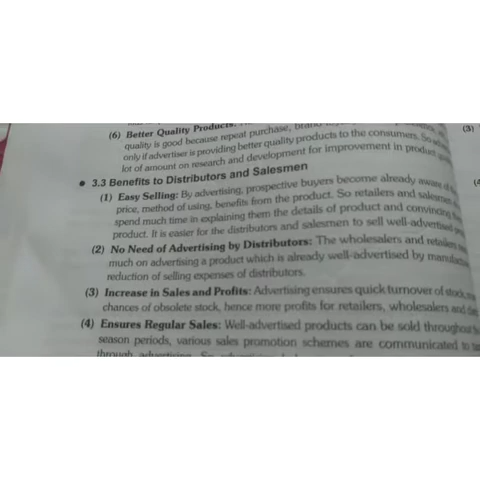 (6) Better Quality Products:
quality is good because repeat purchase,
only if advertiser is providing better quality products to the consumers. So
lot of amount on research and development for improvement in product
(3)
• 3.3 Benefits to Distributors and Salesmen
(1) Easy Selling: By advertising, prospective buyers become already aware of
price, method of using, benefits from the product. So retailers and salesmen
spend much time in explaining them the details of product and convincing
product. It is easier for the distributors and salesmen to sell well-advertised
(2) No Need of Advertising by Distributors: The wholesalers and retailers
much on advertising a product which is already well-advertised by
reduction of selling expenses of distributors.
(3) Increase in Sales and Profits: Advertising ensures quick turnover of stock,
chances of obsolete stock, hence more profits for retailers, wholesalers and
(4) Ensures Regular Sales: Well-advertised products can be sold throughout
season periods, various sales promotion schemes are communicated to
through advertising. So